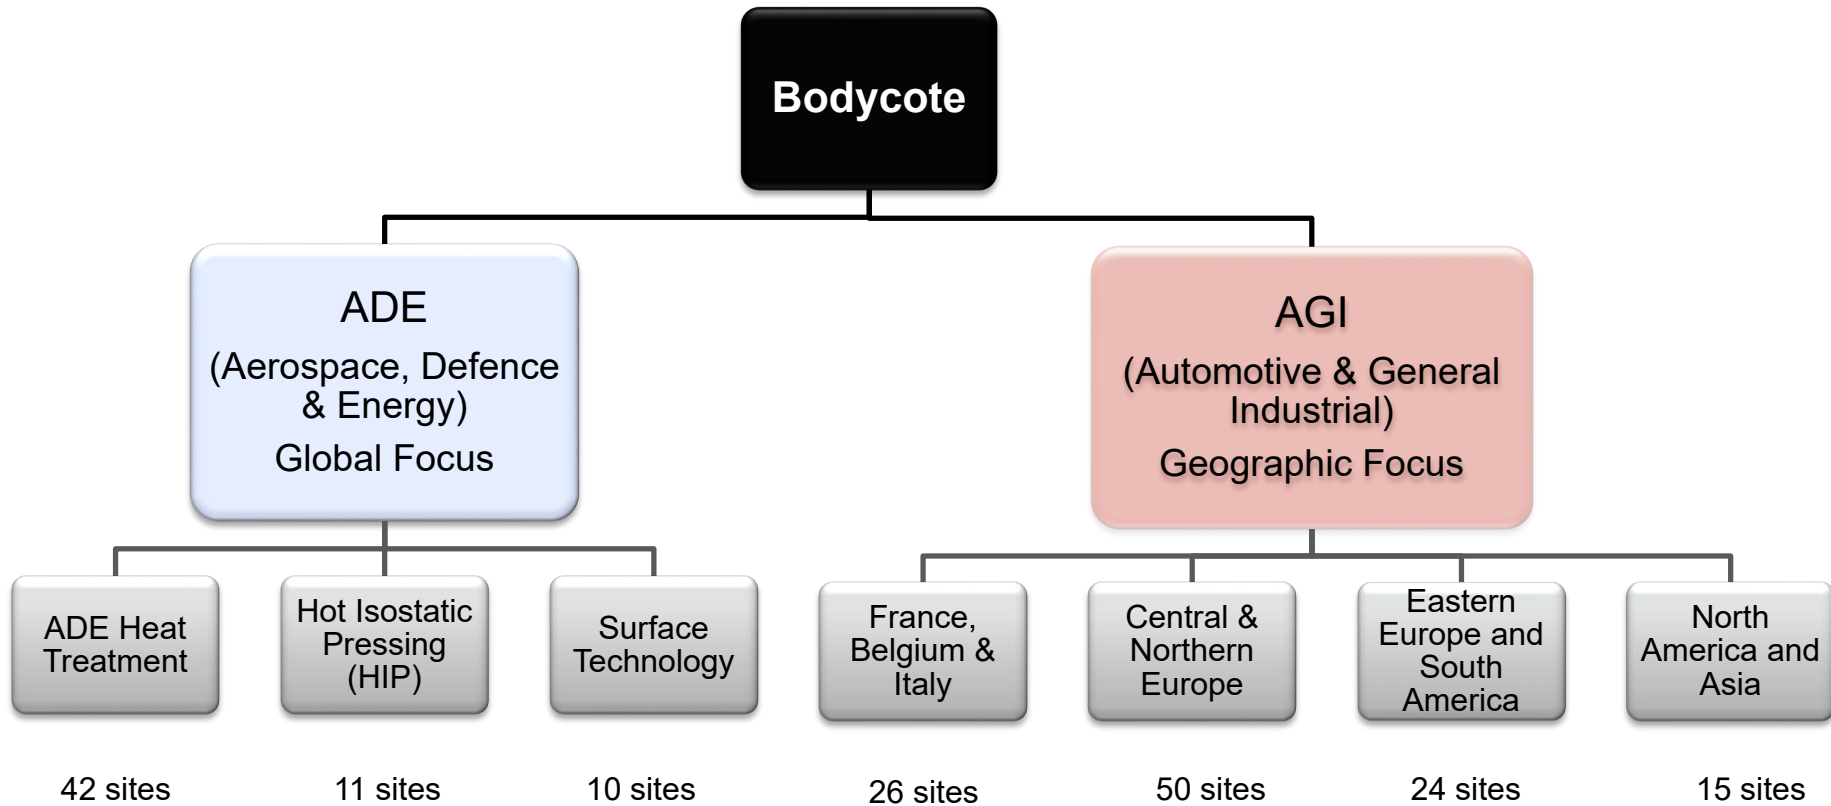 Bodycote
ADE
(Aerospace, Defence
& Energy)
Global Focus
AGI
(Automotive & General
Industrial)
Geographic Focus
ADE Heat
Treatment
Hot Isostatic
Pressing
(HIP)
Surface
Technology
France,
Belgium &
Italy
Central &
Northern
Europe
Eastern
Europe and
South
America
North
America and
Asia
42 sites
11 sites
10 sites
26 sites
50 sites
24 sites
15 sites